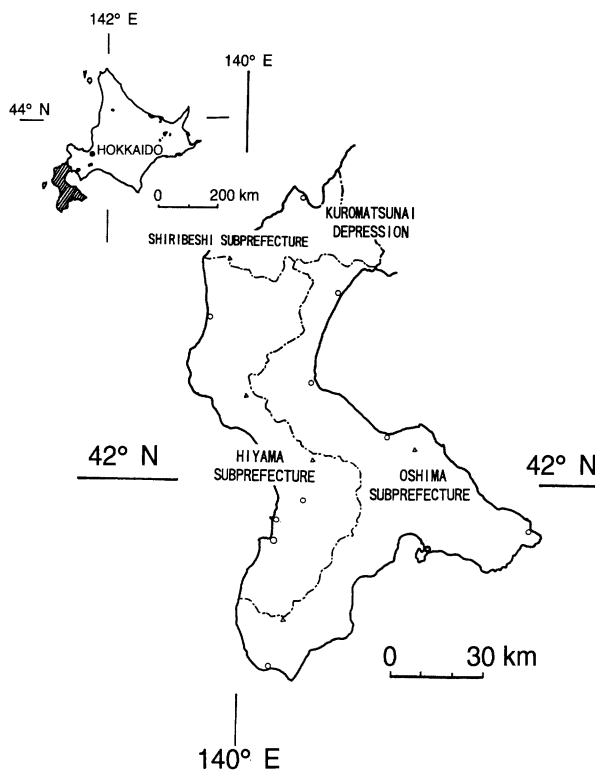 142° E
140° E
44° N
HOKKAIDO
0 200 km
KUROMATSUNAI
DEPRESSION
SHIRIBESHI SUBPREFECTURE
42° N
HIYAMA
SUBPREFECTURE
OSHIMA
SUBPREFECTURE
42° N
0 30 km
140° E